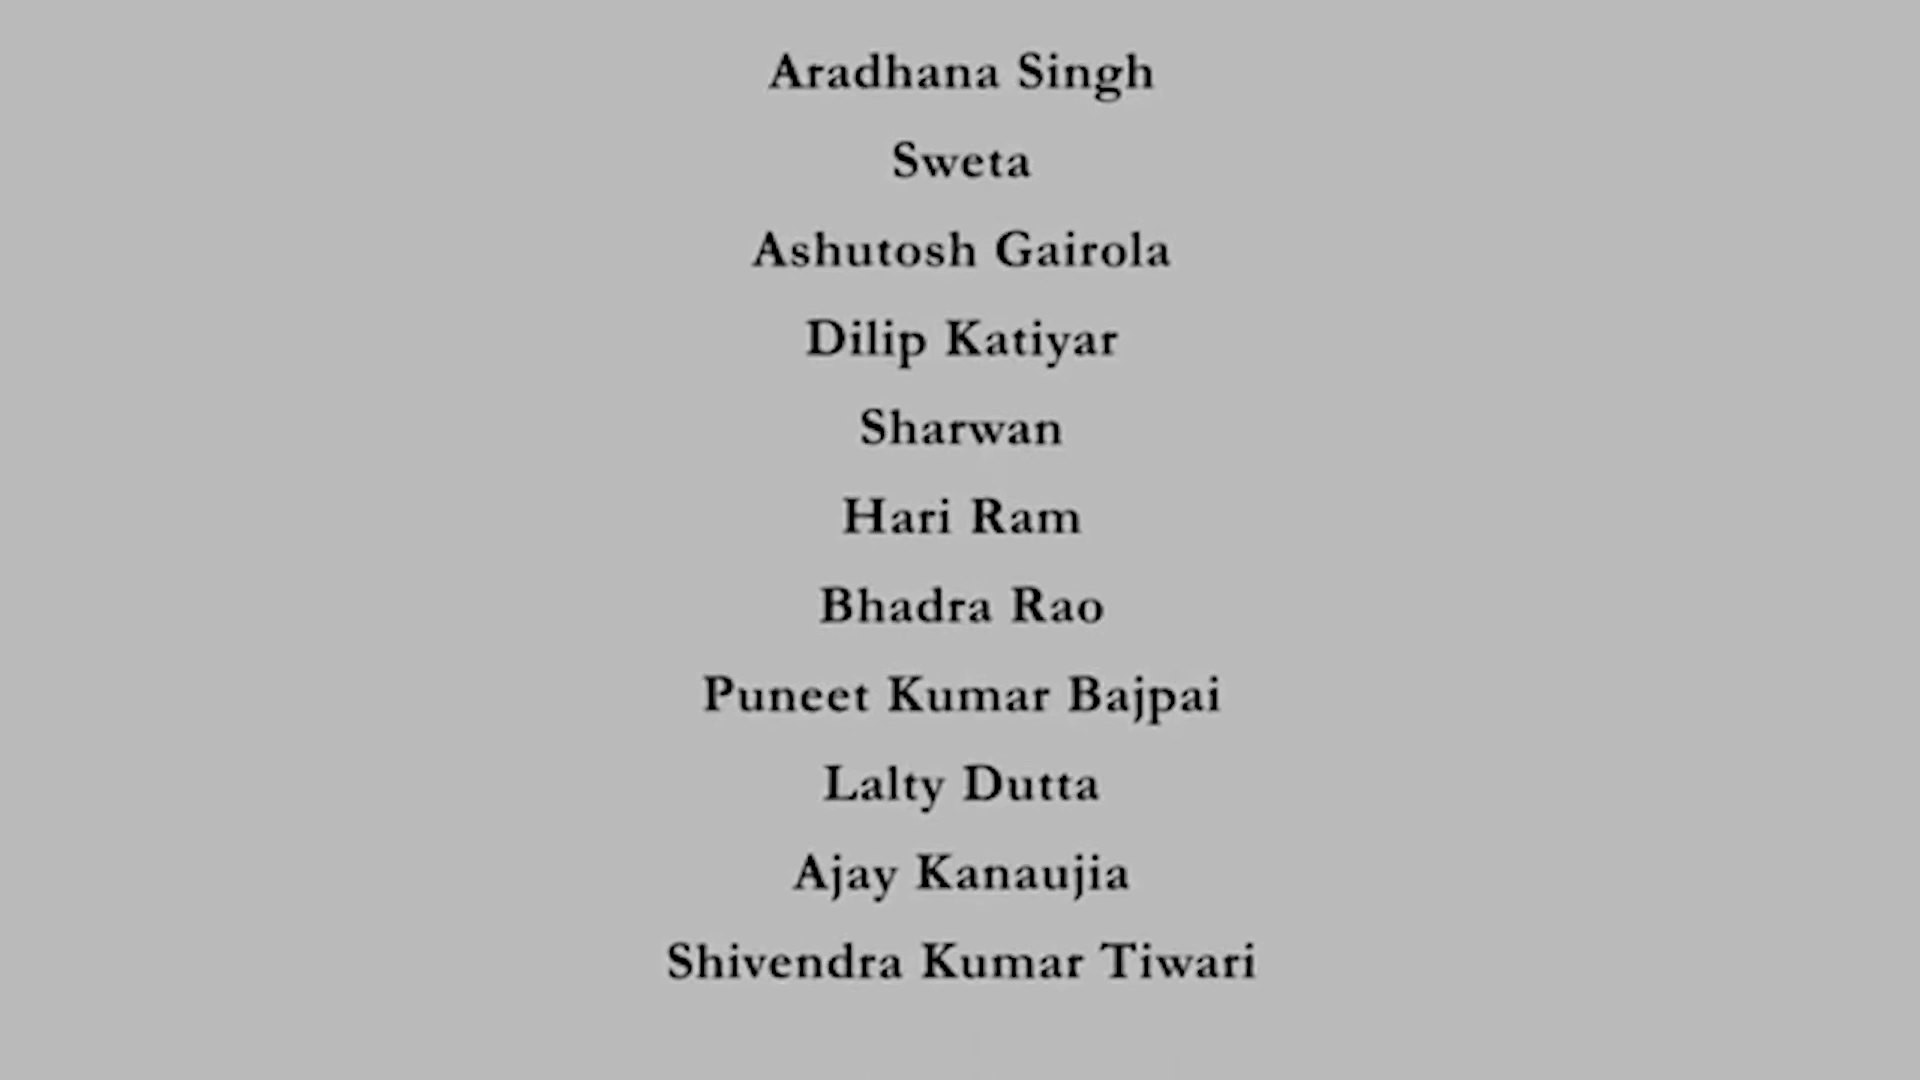 Aradhana Singh
Sweta
Ashutosh Gairola
Dilip Katiyar
Sharwan
Hari Ram
Bhadra Rao
Puneet Kumar Bajpai
Lalty Dutta
Ajay Kanaujia
Shivendra Kumar Tiwari